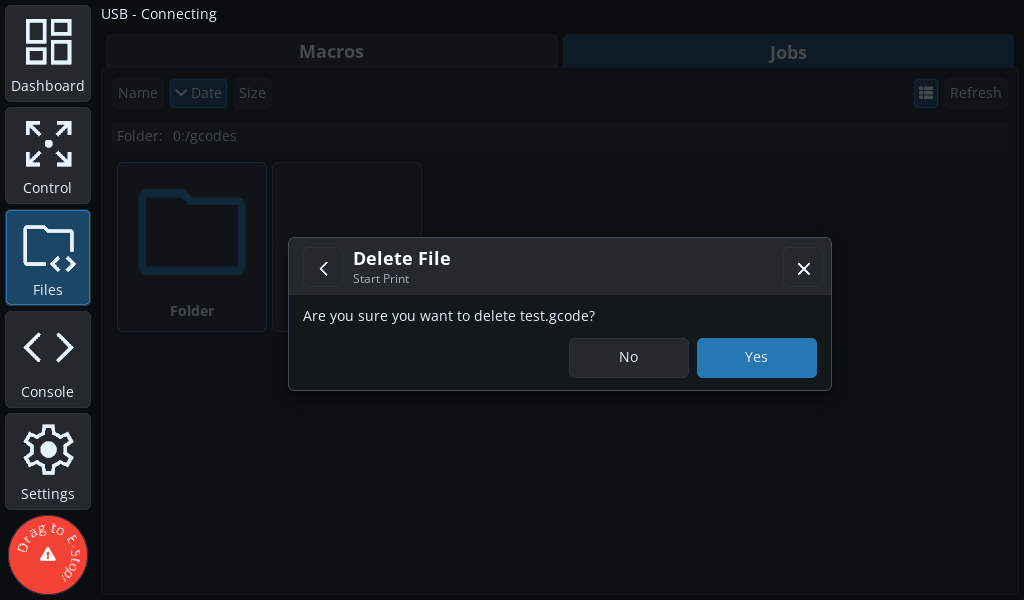 USB - Connecting
Dashboard
Control
Files
Console
Settings
Drag to E-Stop!
Macros
Jobs
Name
Date
Size
Refresh
Folder: 0:/gcodes
Folder
Delete File
Start Print
Are you sure you want to delete test.gcode?
No
Yes